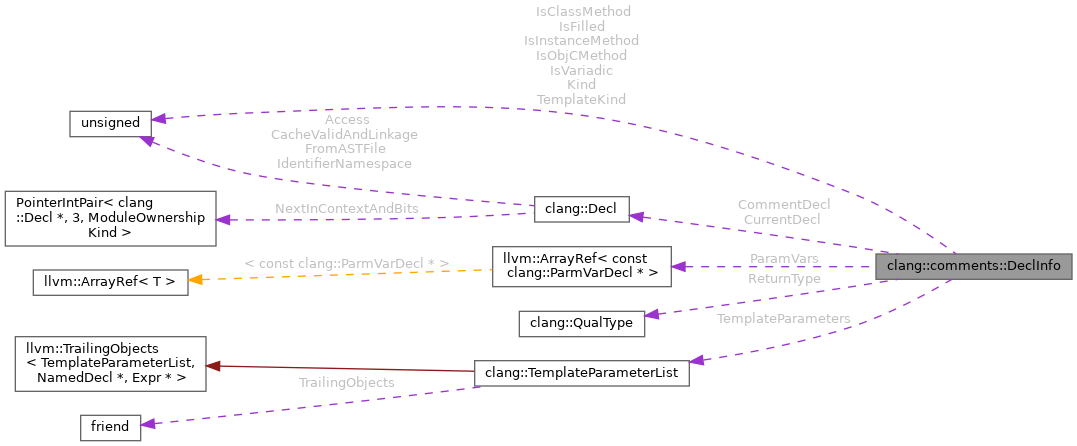 IsClassMethod
IsFilled
IsInstanceMethod
IsObjCMethod
IsVariadic
Kind
TemplateKind
unsigned
Access
CacheValidAndLinkage
FromASTFile
IdentifierNamespace
PointerIntPair< clang
::Decl *, 3, ModuleOwnership
Kind >
NextInContextAndBits
clang::Decl
CommentDecl
CurrentDecl
llvm::ArrayRef< T >
< const clang::ParmVarDecl * >
llvm::ArrayRef< const
clang::ParmVarDecl * >
ParamVars
clang::comments::DeclInfo
ReturnType
clang::QualType
TemplateParameters
llvm::TrailingObjects
< TemplateParameterList,
NamedDecl *, Expr * >
clang::TemplateParameterList
TrailingObjects
friend